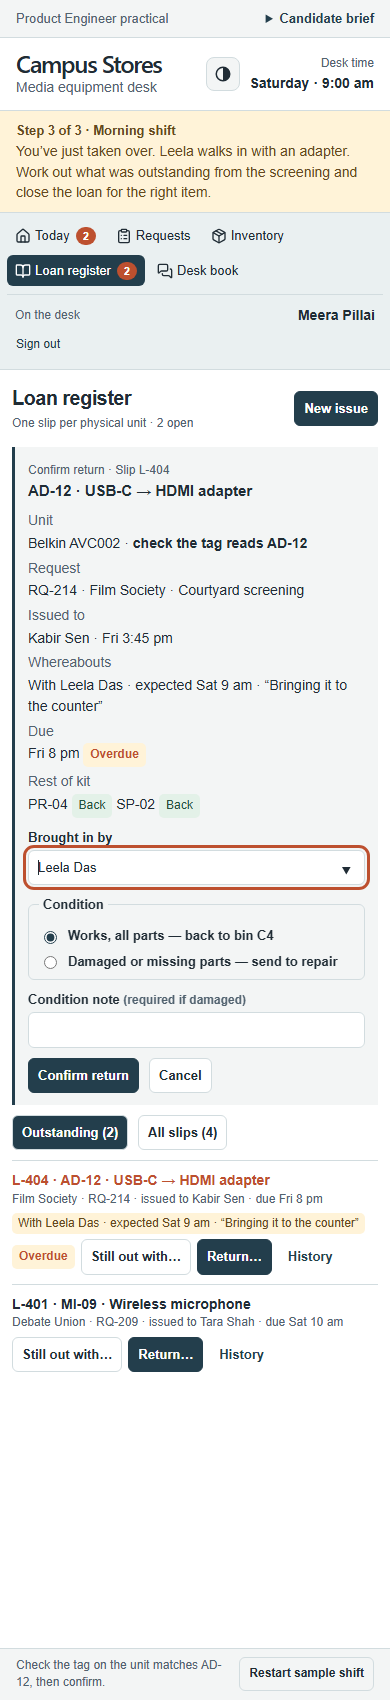 Product Engineer practical
▶ Candidate brief
Campus Stores
Media equipment desk
Desk time
Saturday · 9:00 am
Step 3 of 3 · Morning shift
You’ve just taken over. Leela walks in with an adapter.
Work out what was outstanding from the screening and
close the loan for the right item.
Today 2
Requests
Inventory
Loan register 2
Desk book
On the desk
Meera Pillai
Sign out
Loan register
One slip per physical unit · 2 open
New issue
Confirm return · Slip L-404
AD-12 · USB-C → HDMI adapter
Unit
Belkin AVC002 · check the tag reads AD-12
Request
RQ-214 · Film Society · Courtyard screening
Issued to
Kabir Sen · Fri 3:45 pm
Whereabouts
With Leela Das · expected Sat 9 am · “Bringing it to
the counter”
Due
Fri 8 pm Overdue
Rest of kit
PR-04 Back SP-02 Back
Brought in by
Leela Das
Condition
Works, all parts — back to bin C4
Damaged or missing parts — send to repair
Condition note (required if damaged)
Confirm return
Cancel
Outstanding (2)
All slips (4)
L-404 · AD-12 · USB-C → HDMI adapter
Film Society · RQ-214 · issued to Kabir Sen · due Fri 8 pm
With Leela Das · expected Sat 9 am · “Bringing it to the counter”
Overdue
Still out with…
Return…
History
L-401 · MI-09 · Wireless microphone
Debate Union · RQ-209 · issued to Tara Shah · due Sat 10 am
Still out with…
Return…
History
Check the tag on the unit matches AD-
12, then confirm.
Restart sample shift